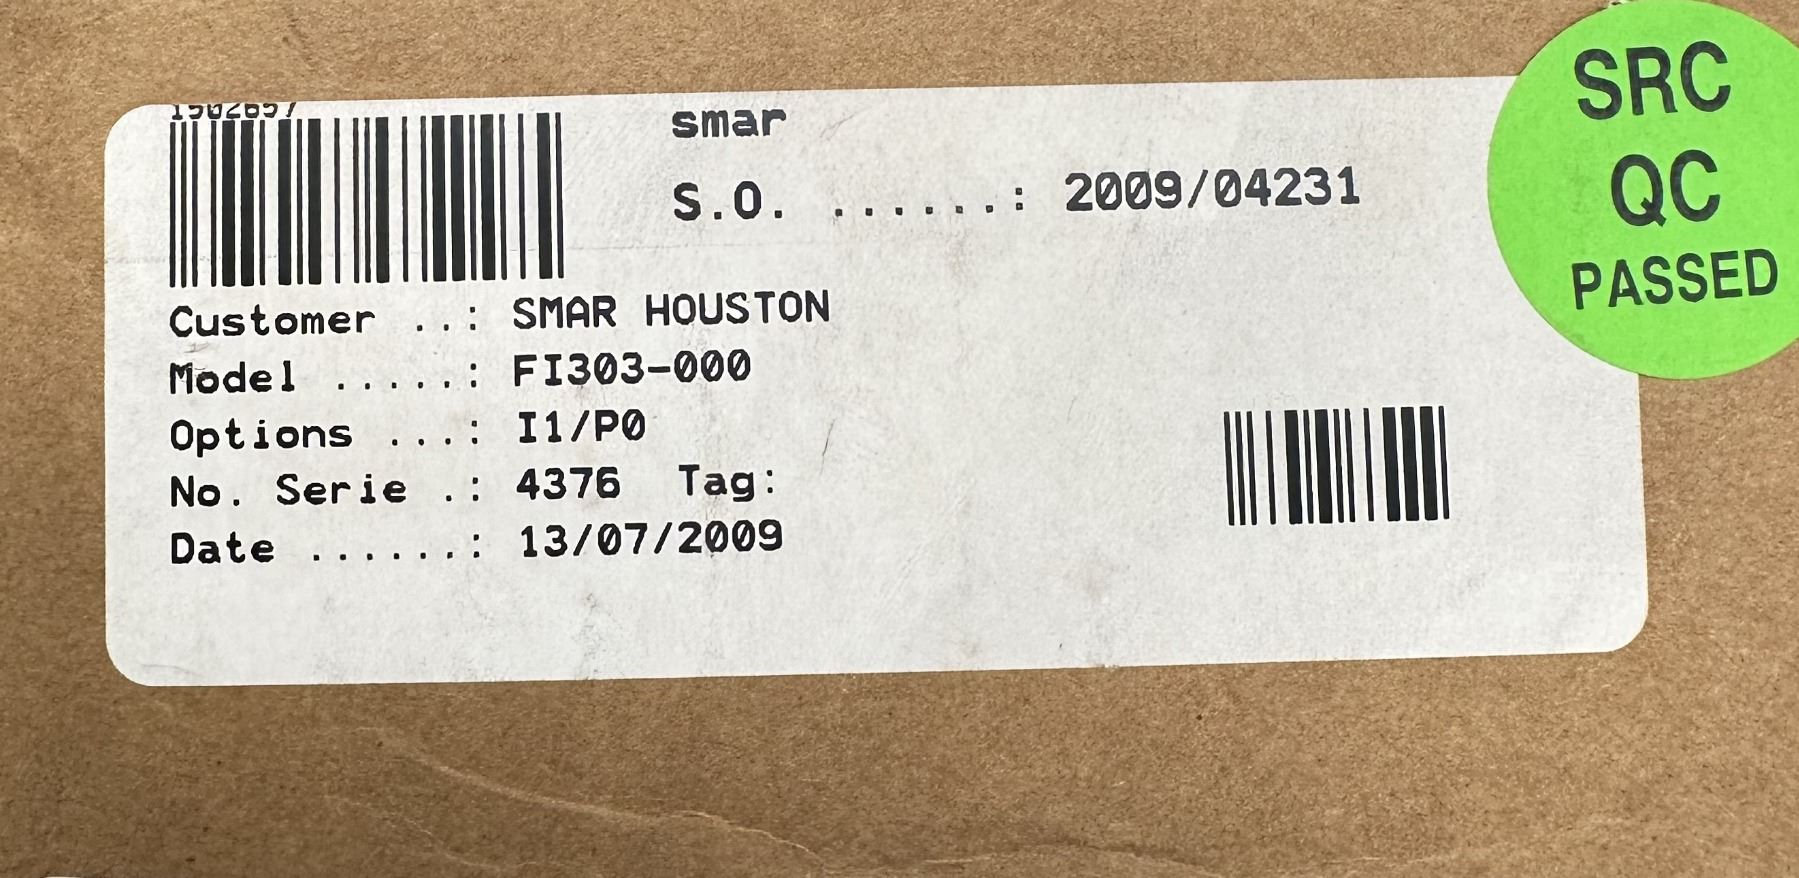 1502657
smar
S.O. ......: 2009/04231
Customer ..: SMAR HOUSTON
Model .....: FI303-000
Options ...: I1/P0
No. Serie .: 4376 Tag:
Date ......: 13/07/2009
SRC
QC
PASSED